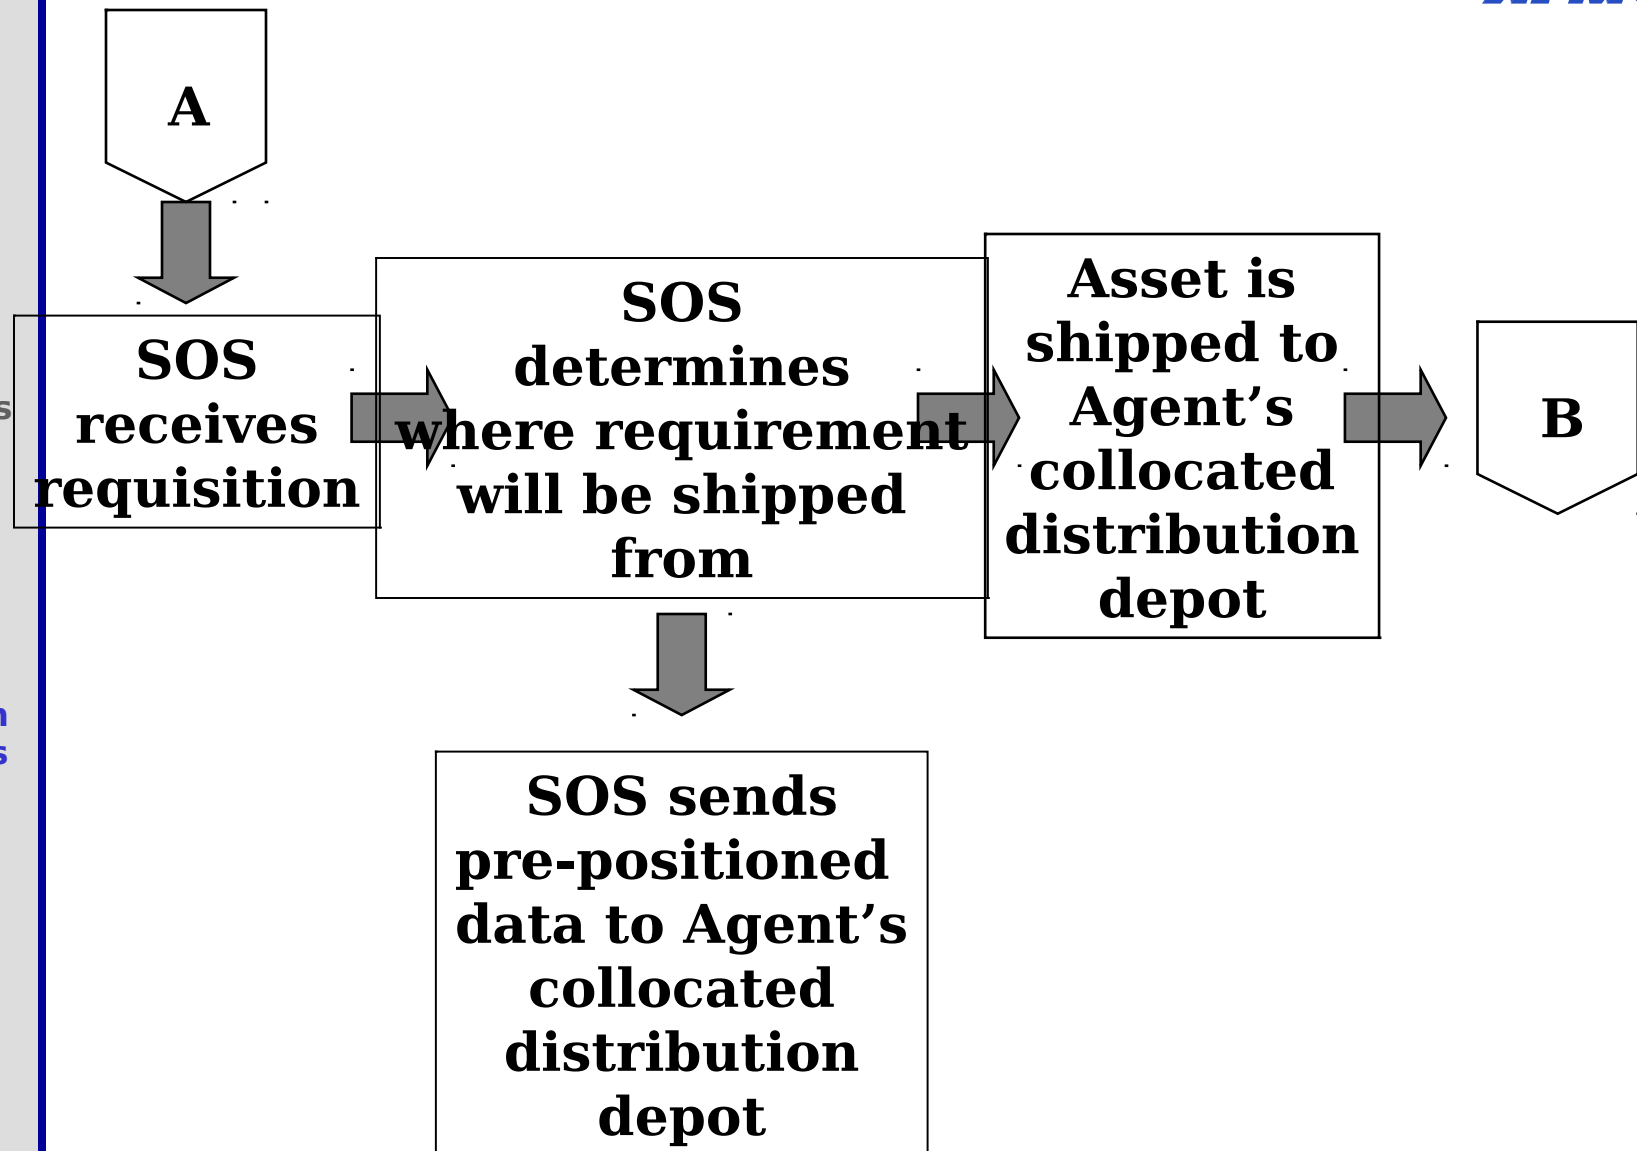 A
SOS
receives
requisition
SOS
determines
where requirement
will be shipped
from
Asset is
shipped to
Agent’s
collocated
distribution
depot
B
SOS sends
pre-positioned
data to Agent’s
collocated
distribution
depot